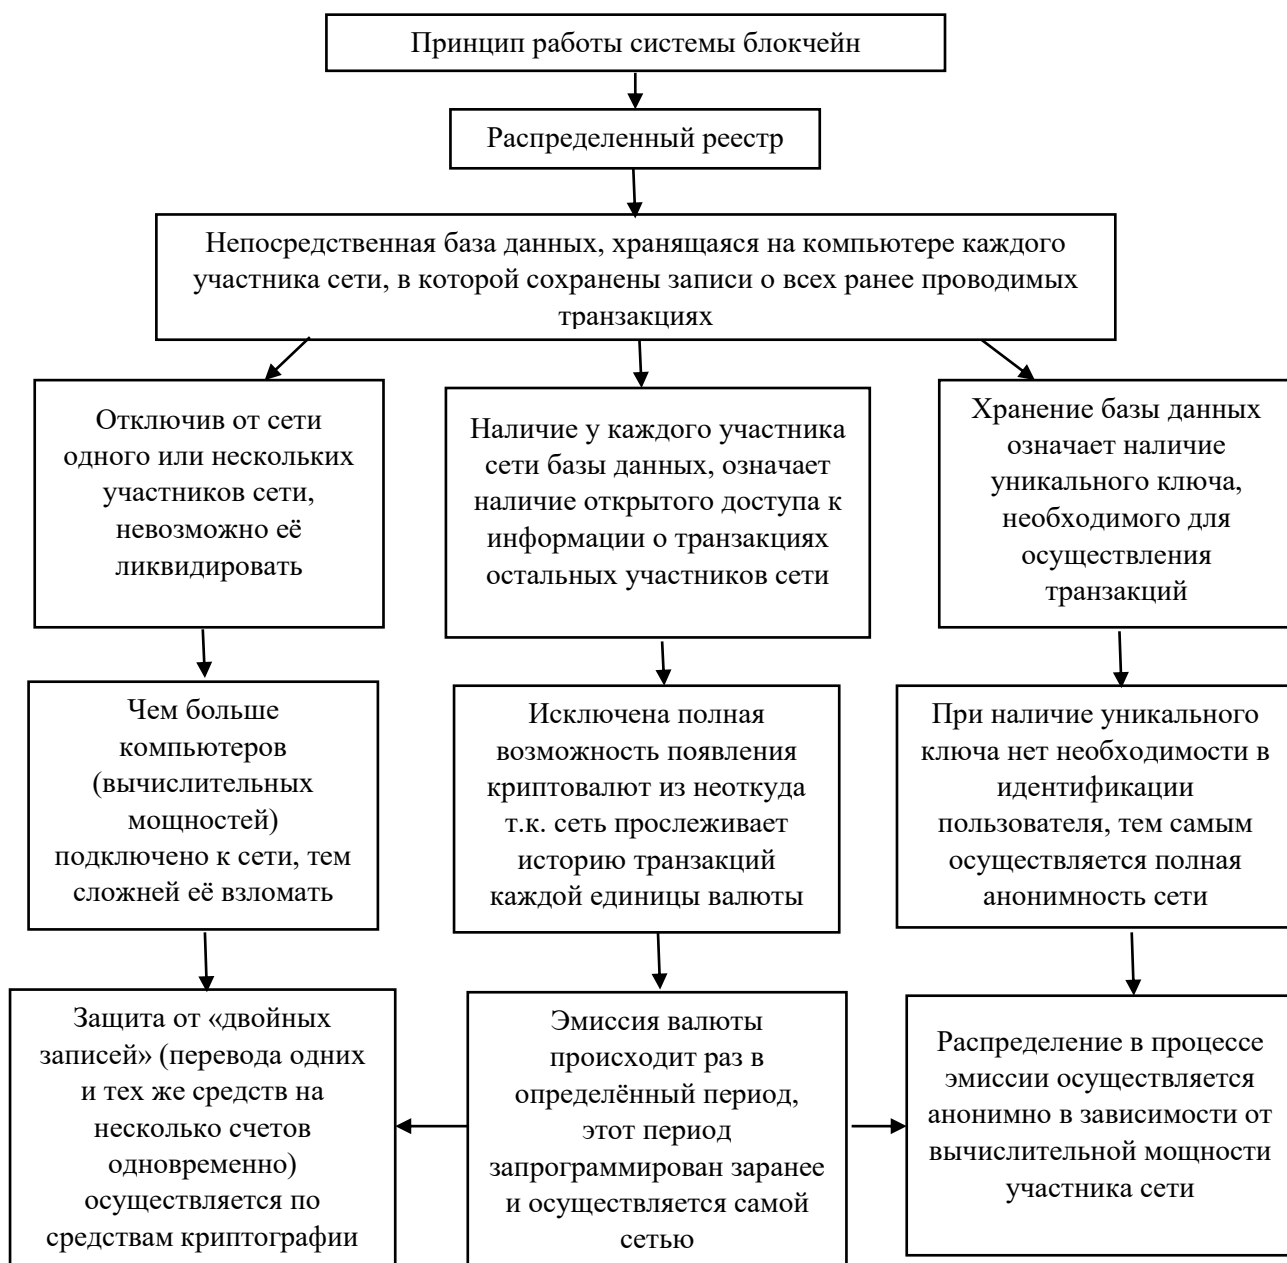 Принцип работы системы блокчейн
Распределенный реестр
Непосредственная база данных, хранящаяся на компьютере каждого
участника сети, в которой сохранены записи о всех ранее проводимых
транзакциях
Отключив от сети
одного или нескольких
участников сети,
невозможно её
ликвидировать
Наличие у каждого участника
сети базы данных, означает
наличие открытого доступа к
информации о транзакциях
остальных участников сети
Хранение базы данных
означает наличие
уникального ключа,
необходимого для
осуществления
транзакций
Чем больше
компьютеров
(вычислительных
мощностей)
подключено к сети, тем
сложней её взломать
Исключена полная
возможность появления
криптовалют из неоткуда
т.к. сеть прослеживает
историю транзакций
каждой единицы валюты
При наличие уникального
ключа нет необходимости в
идентификации
пользователя, тем самым
осуществляется полная
анонимность сети
Защита от «двойных
записей» (перевода одних
и тех же средств на
несколько счетов
одновременно)
осуществляется по
средствам криптографии
Эмиссия валюты
происходит раз в
определённый период,
этот период
запрограммирован заранее
и осуществляется самой
сетью
Распределение в процессе
эмиссии осуществляется
анонимно в зависимости от
вычислительной мощности
участника сети